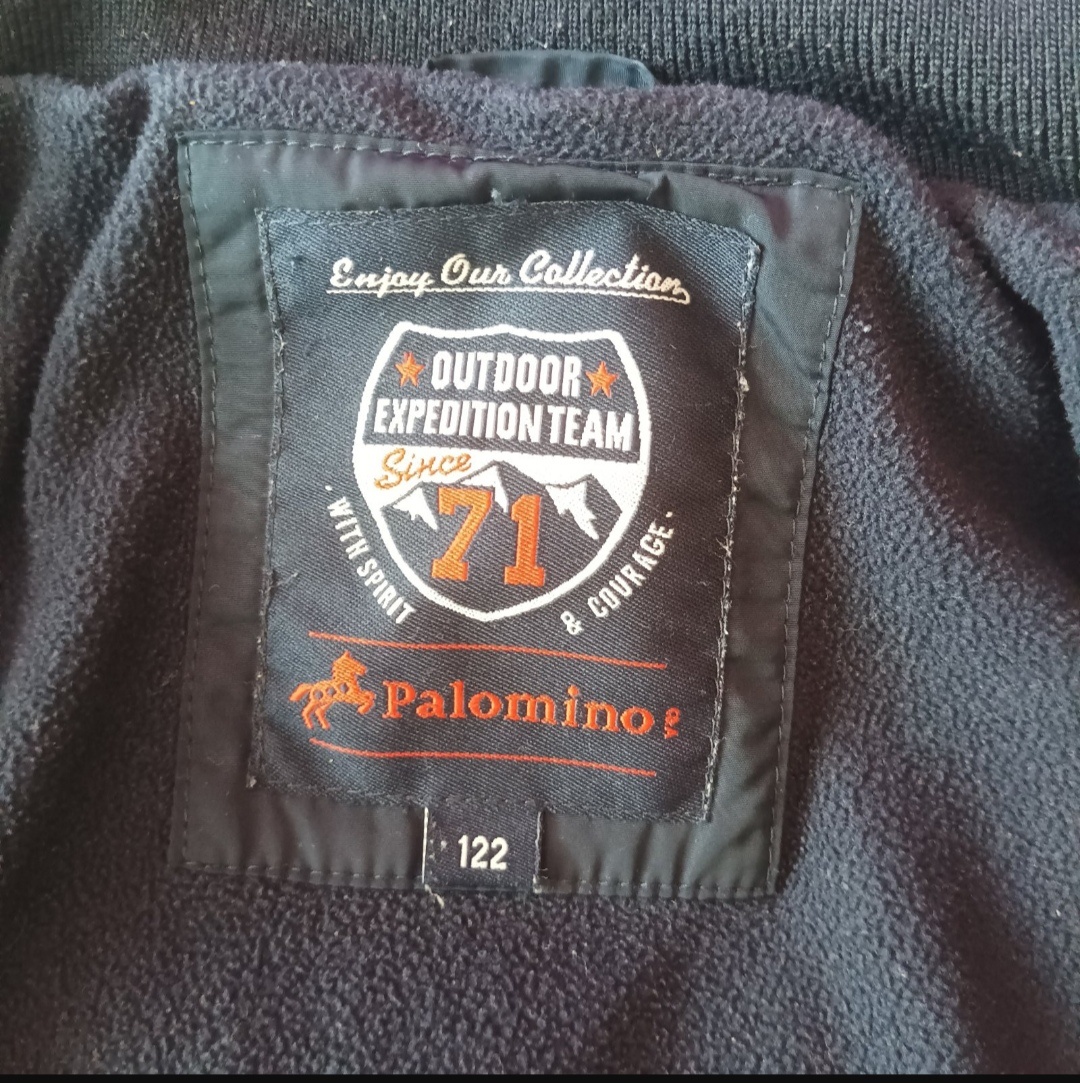 Enjoy Our Collection
OUTDOOR
EXPEDITION TEAM
Since
71
· WITH SPIRIT
& COURAGE ·
Palomino
122